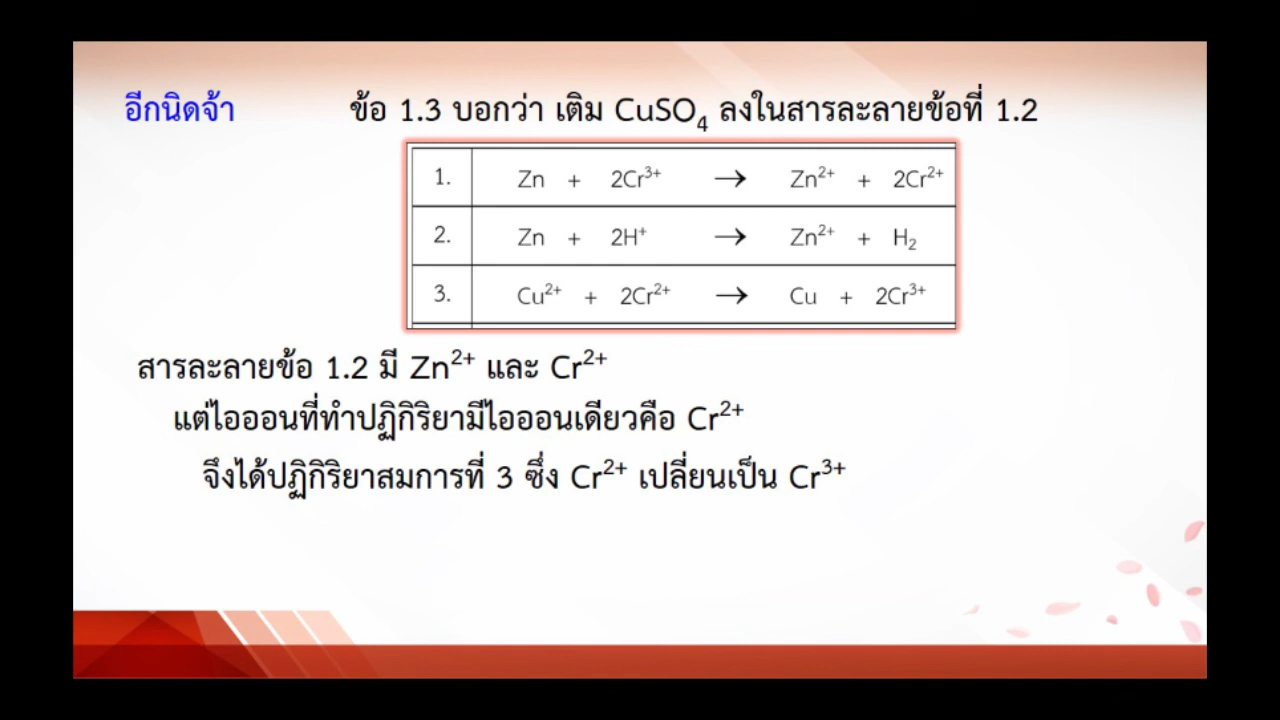 อีกนิดจ้า ข้อ 1.3 บอกว่า เติม CuSO₄ ลงในสารละลายข้อที่ 1.2
1. Zn + 2Cr³⁺ → Zn²⁺ + 2Cr²⁺
2. Zn + 2H⁺ → Zn²⁺ + H₂
3. Cu²⁺ + 2Cr²⁺ → Cu + 2Cr³⁺
สารละลายข้อ 1.2 มี Zn²⁺ และ Cr²⁺
แต่ไอออนที่ทำปฏิกิริยามีไอออนเดียวคือ Cr²⁺
จึงได้ปฏิกิริยาสมการที่ 3 ซึ่ง Cr²⁺ เปลี่ยนเป็น Cr³⁺